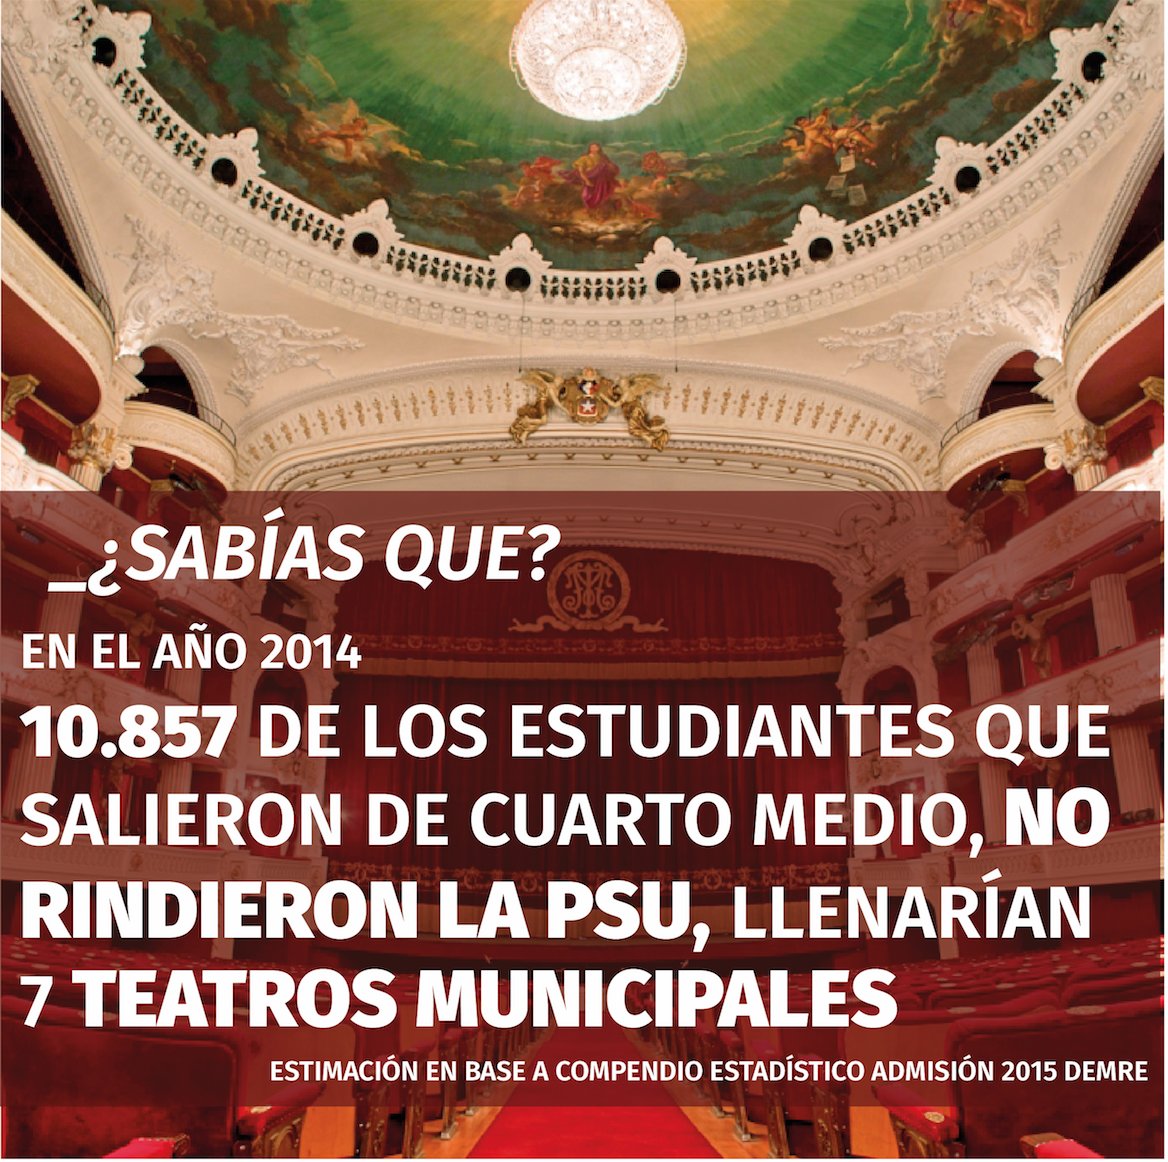 _¿SABÍAS QUE?
EN EL AÑO 2014
10.857 DE LOS ESTUDIANTES QUE
SALIERON DE CUARTO MEDIO, NO
RINDIERON LA PSU, LLENARÍAN
7 TEATROS MUNICIPALES
ESTIMACIÓN EN BASE A COMPENDIO ESTADÍSTICO ADMISIÓN 2015 DEMRE